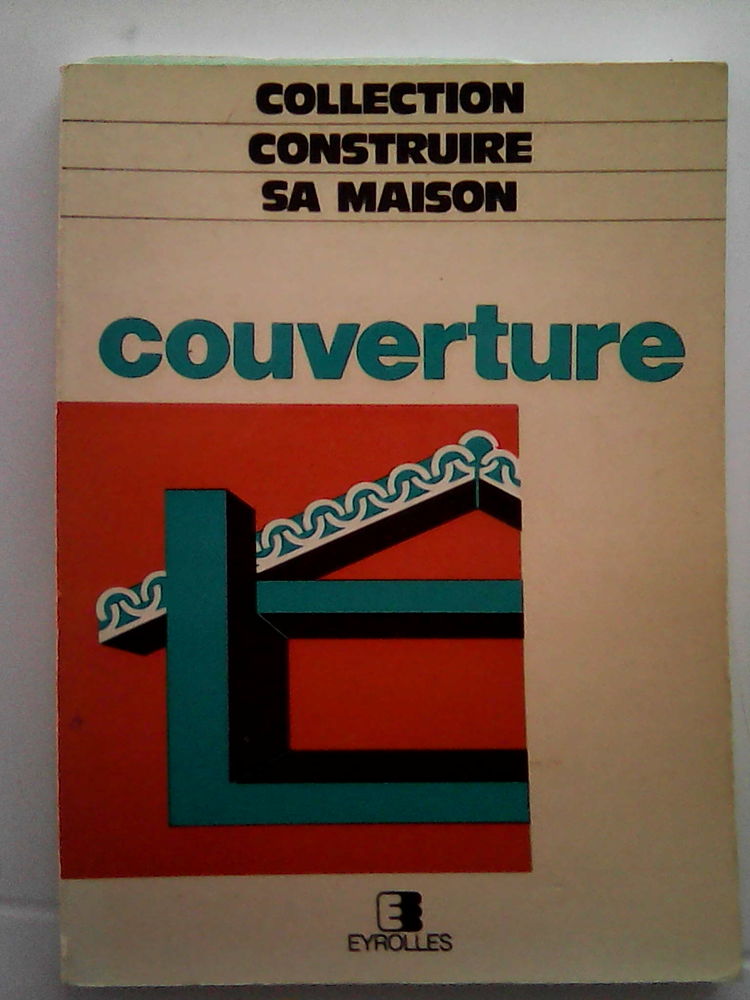 COLLECTION
CONSTRUIRE
SA MAISON
couverture
EYROLLES